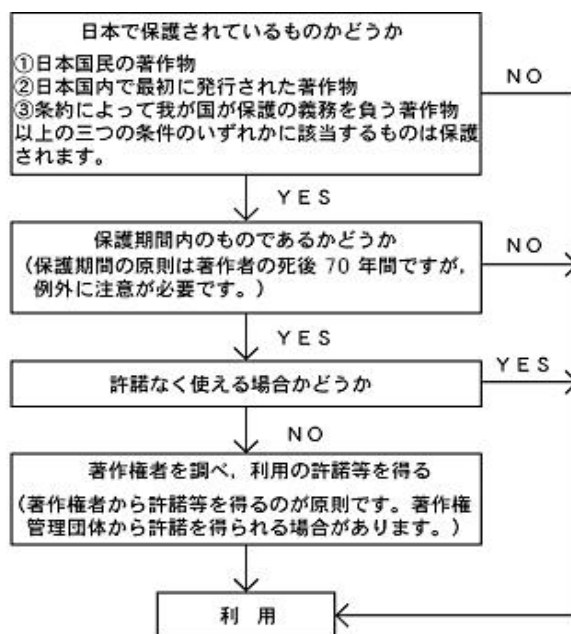 日本で保護されているものかどうか
①日本国民の著作物
②日本国内で最初に発行された著作物
③条約によって我が国が保護の義務を負う著作物
以上の三つの条件のいずれかに該当するものは保護
されます。
NO
YES
保護期間内のものであるかどうか
(保護期間の原則は著作者の死後 70 年間ですが,
例外に注意が必要です。)
NO
YES
許諾なく使える場合かどうか
YES
NO
著作権者を調べ,利用の許諾等を得る
(著作権者から許諾等を得るのが原則です。著作権
管理団体から許諾を得られる場合があります。)
利 用